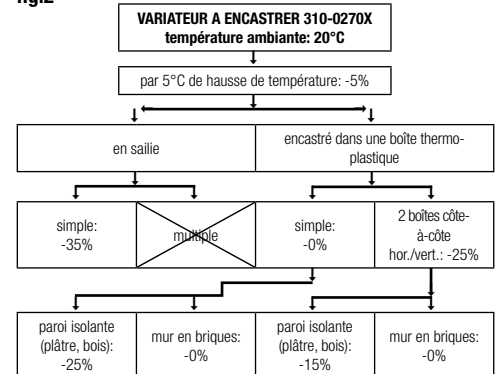 fig.2
VARIATEUR A ENCASTRER 310-0270X
température ambiante: 20°C
par 5°C de hausse de température: -5%
en sailie
encastré dans une boîte thermo-
plastique
simple:
-35%
multiple
simple:
-0%
2 boîtes côte-
à-côte
hor./vert.: -25%
paroi isolante
(plâtre, bois):
-25%
mur en briques:
-0%
paroi isolante
(plâtre, bois):
-15%
mur en briques:
-0%